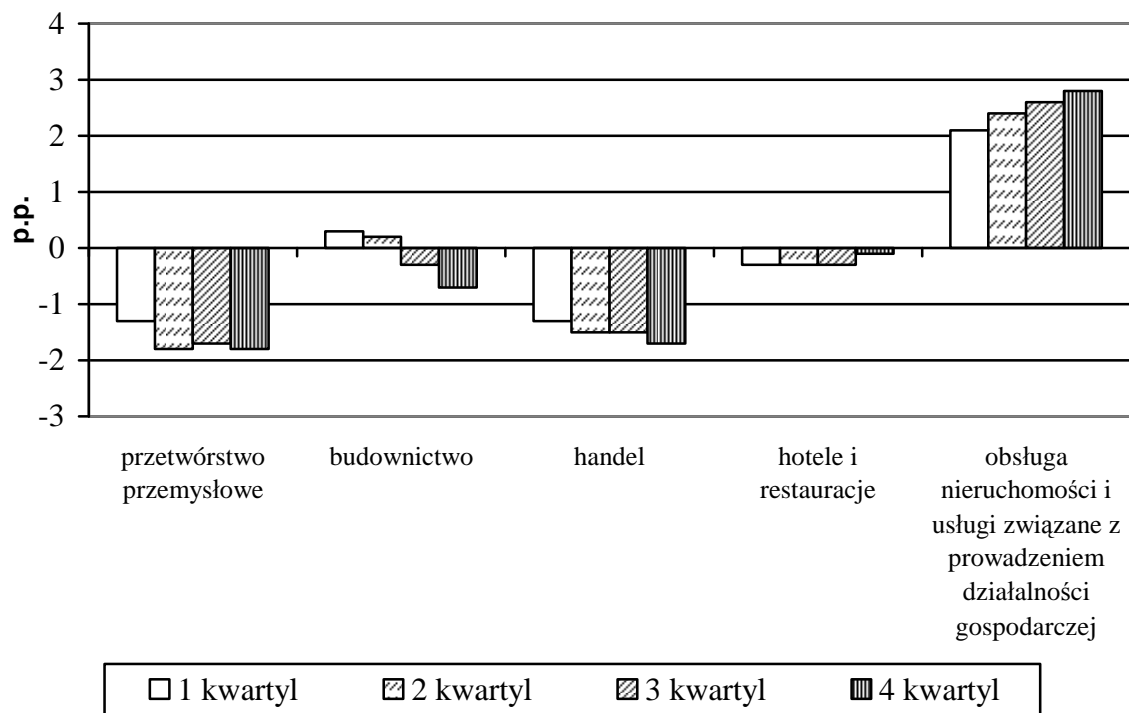 4
3
2
1
0
-1
-2
-3
p.p.
przetwórstwo
przemysłowe
budownictwo
handel
hotele i
restauracje
obsługa
nieruchomości i
usługi związane z
prowadzeniem
działalności
gospodarczej
1 kwartyl 2 kwartyl 3 kwartyl 4 kwartyl